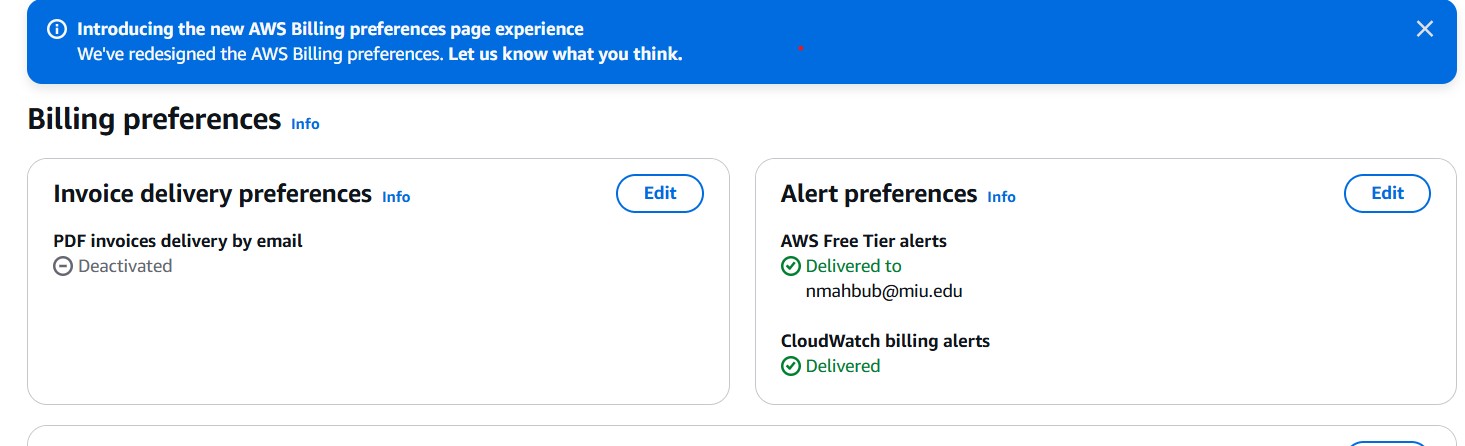 Introducing the new AWS Billing preferences page experience
We've redesigned the AWS Billing preferences. Let us know what you think.
Billing preferences Info
Invoice delivery preferences Info
Edit
PDF invoices delivery by email
Deactivated
Alert preferences Info
Edit
AWS Free Tier alerts
Delivered to
nmahbub@miu.edu
CloudWatch billing alerts
Delivered